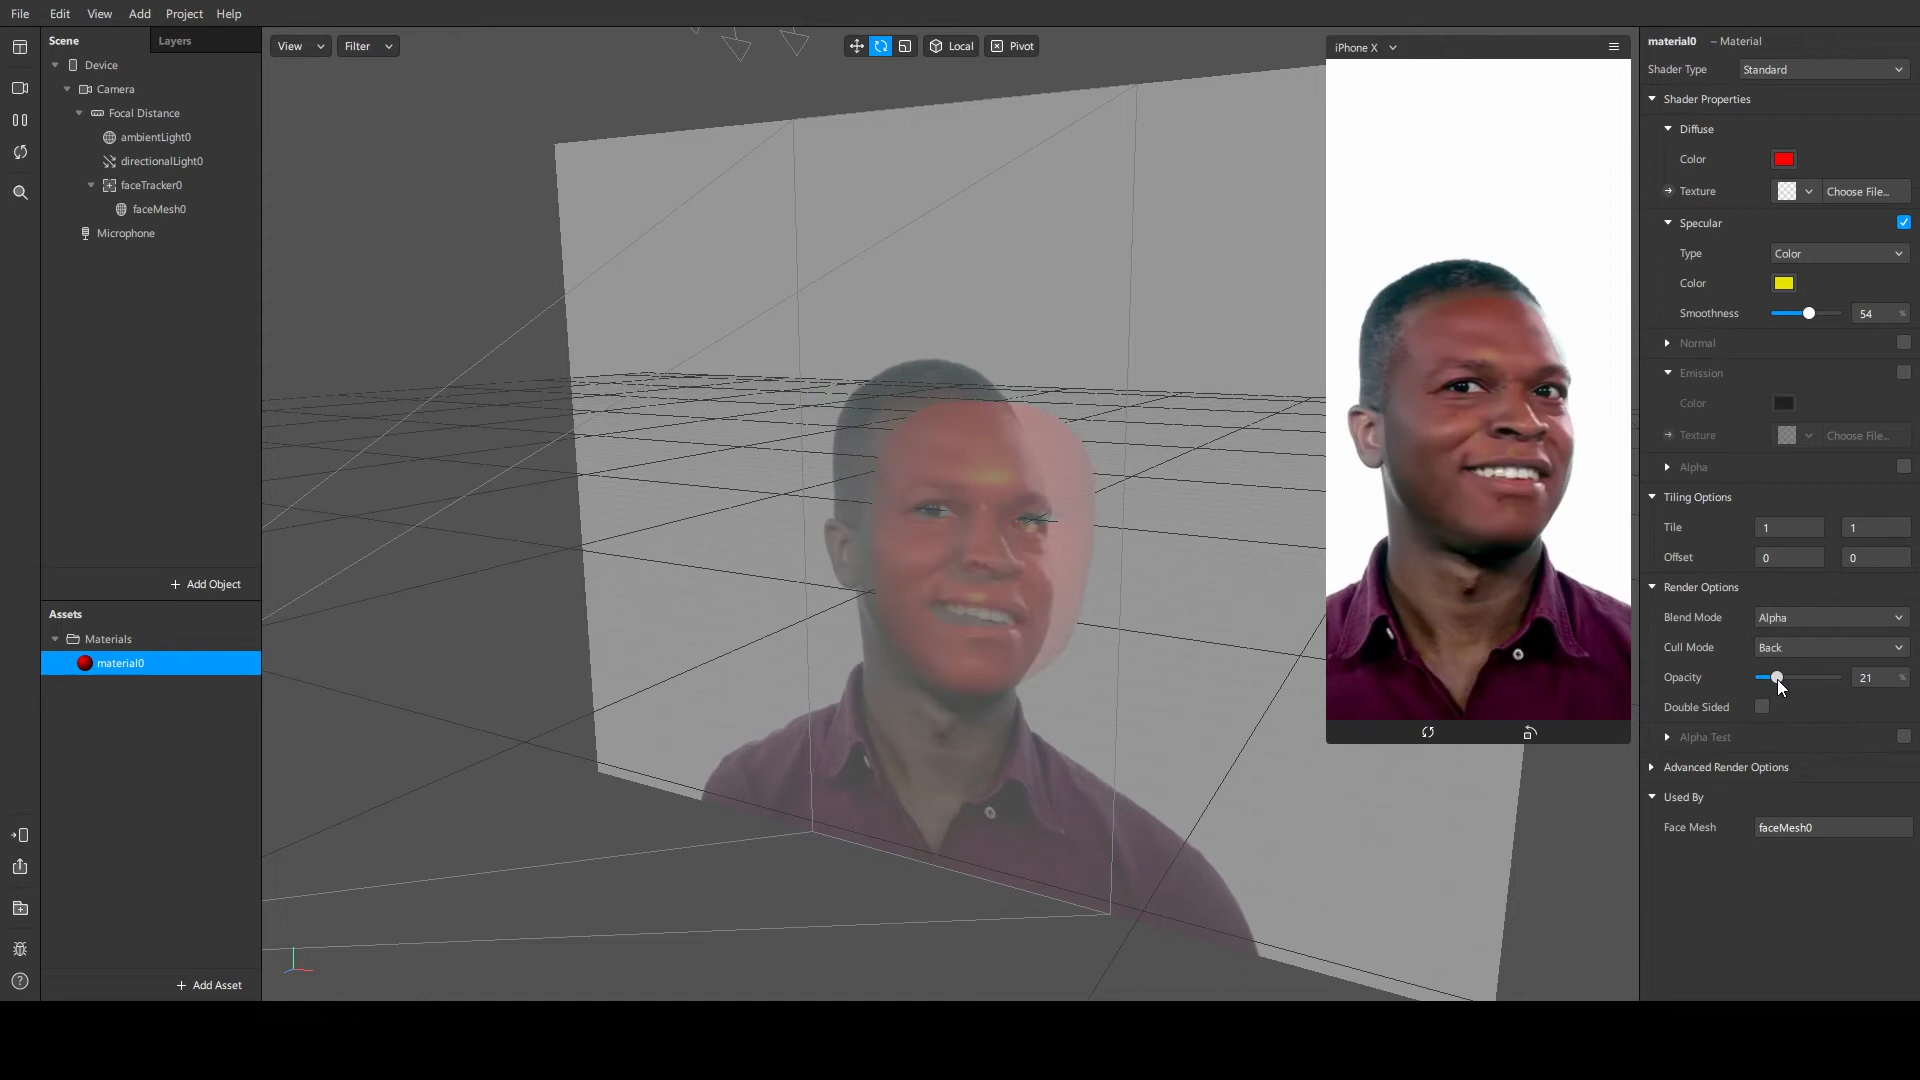 File Edit View Add Project Help
Scene Layers
Device
Camera
Focal Distance
ambientLight0
directionalLight0
faceTracker0
faceMesh0
Microphone
+ Add Object
Assets
Materials
material0
+ Add Asset
View Filter Local Pivot
iPhone X
material0 – Material
Shader Type Standard
Shader Properties
Diffuse
Color
Texture Choose File...
Specular
Type Color
Color
Smoothness 54 %
Normal
Emission
Color
Texture Choose File...
Alpha
Tiling Options
Tile 1 1
Offset 0 0
Render Options
Blend Mode Alpha
Cull Mode Back
Opacity 21 %
Double Sided
Alpha Test
Advanced Render Options
Used By
Face Mesh faceMesh0